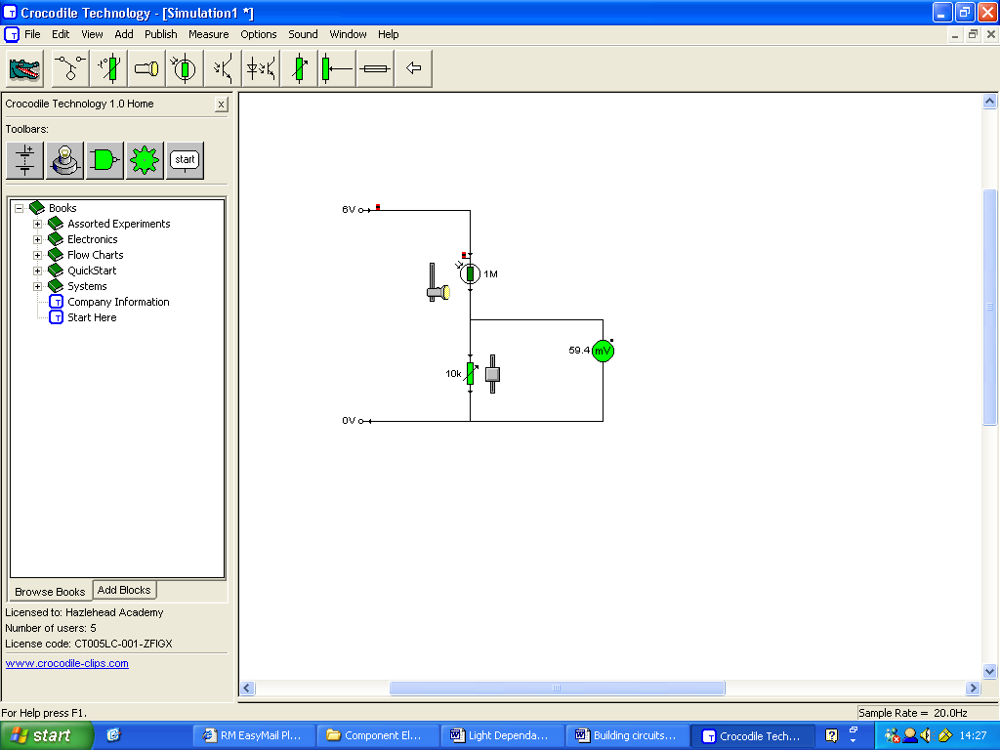 Crocodile Technology - [Simulation1 *]
File Edit View Add Publish Measure Options Sound Window Help
Crocodile Technology 1.0 Home x
Toolbars:
start
Books
Assorted Experiments
Electronics
Flow Charts
QuickStart
Systems
Company Information
Start Here
Browse Books Add Blocks
Licensed to: Hazlehead Academy
Number of users: 5
License code: CT005LC-001-ZFIGX
www.crocodile-clips.com
6V
1M
59.4 mV
10k
0V
For Help press F1.
Sample Rate = 20.0Hz
start RM EasyMail Pl... Component El... Light Dependa... Building circuits... Crocodile Tech... 14:27